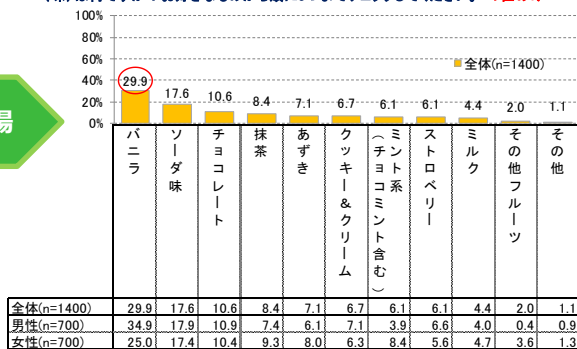 100%
80%
60%
40%
20%
0%
全体(n=1400)
29.9 17.6 10.6 8.4 7.1 6.7 6.1 6.1 4.4 2.0 1.1
バニラ
ソーダ味
チョコレート
抹茶
あずき
クッキー&クリーム
ミント系
(チョコミント含む)
ストロベリー
ミルク
その他フルーツ
その他
場
全体(n=1400) 29.9 17.6 10.6 8.4 7.1 6.7 6.1 6.1 4.4 2.0 1.1
男性(n=700) 34.9 17.9 10.9 7.4 6.1 7.1 3.9 6.6 4.0 0.4 0.9
女性(n=700) 25.0 17.4 10.4 9.3 8.0 6.3 8.4 5.6 4.7 3.6 1.3